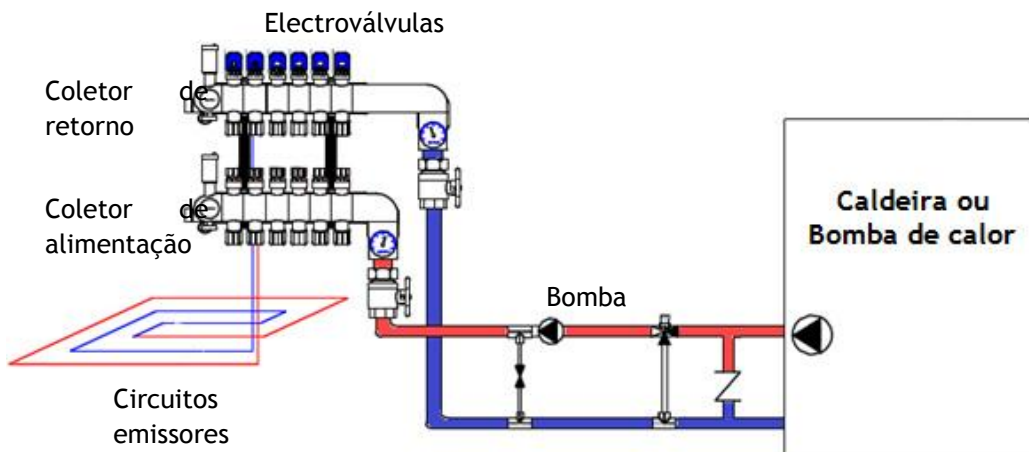 Electroválvulas
Coletor de
retorno
Coletor de
alimentação
Caldeira ou
Bomba de calor
Bomba
Circuitos
emissores